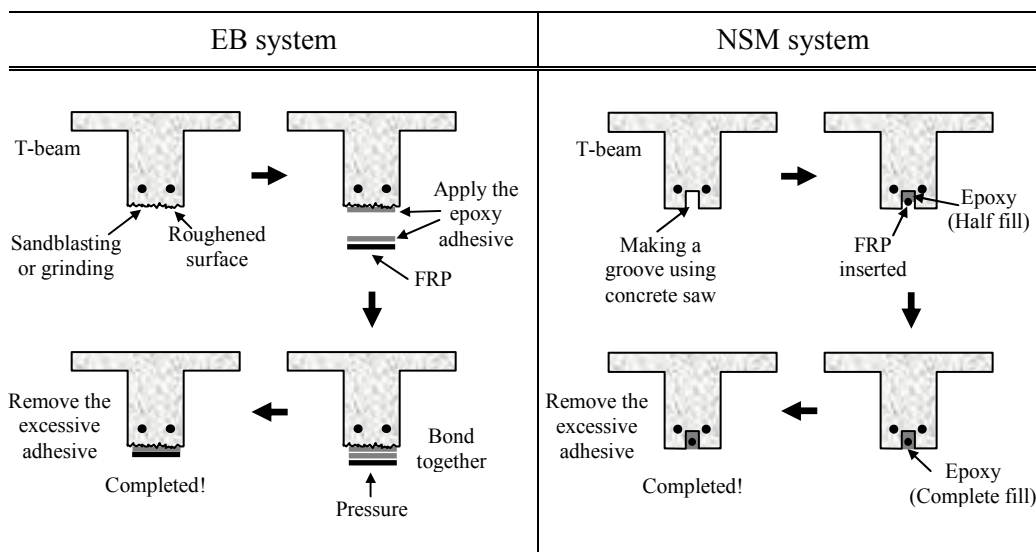 EB system
NSM system
T-beam
Sandblasting
or grinding
Roughened
surface
Apply the
epoxy
adhesive
FRP
Remove the
excessive
adhesive
Completed!
Bond
together
Pressure
T-beam
Making a
groove using
concrete saw
Epoxy
(Half fill)
FRP
inserted
Remove the
excessive
adhesive
Completed!
Epoxy
(Complete fill)